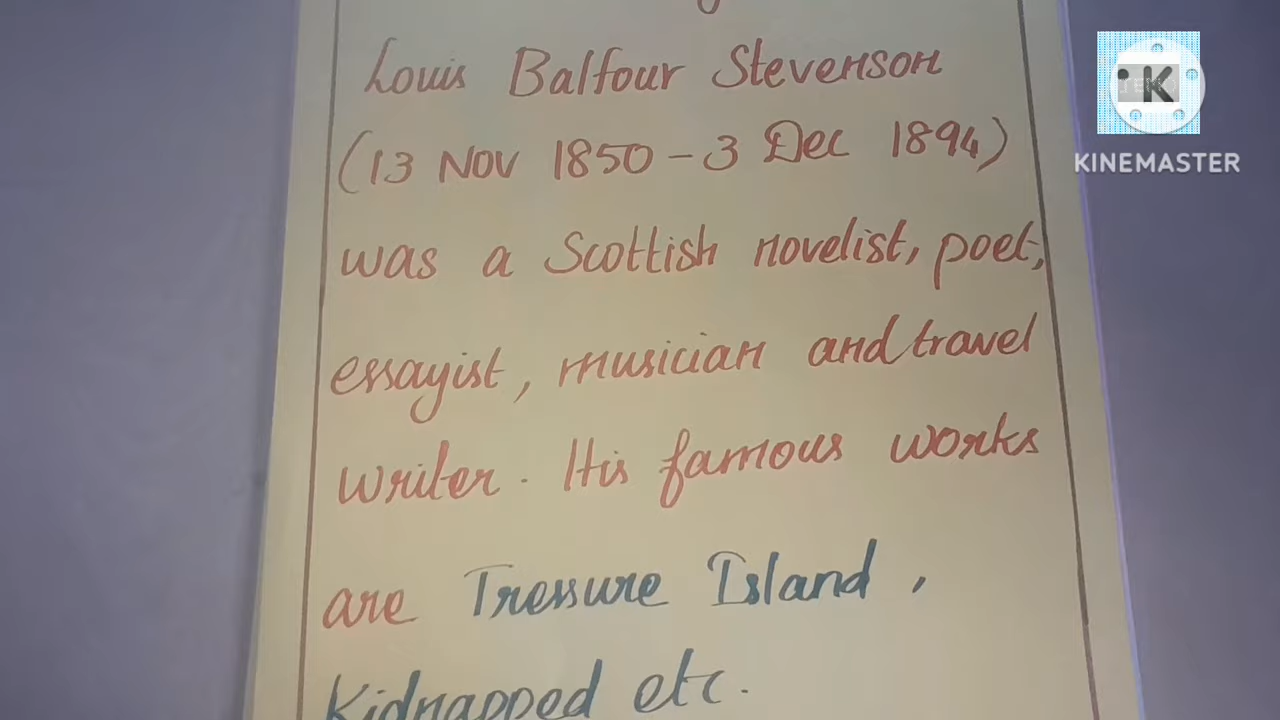 Louis Balfour Stevenson
(13 Nov 1850 - 3 Dec 1894)
was a Scottish novelist, poet,
essayist, musician and travel
writer. His famous works
are Tressure Island,
Kidnapped etc.
KINEMASTER